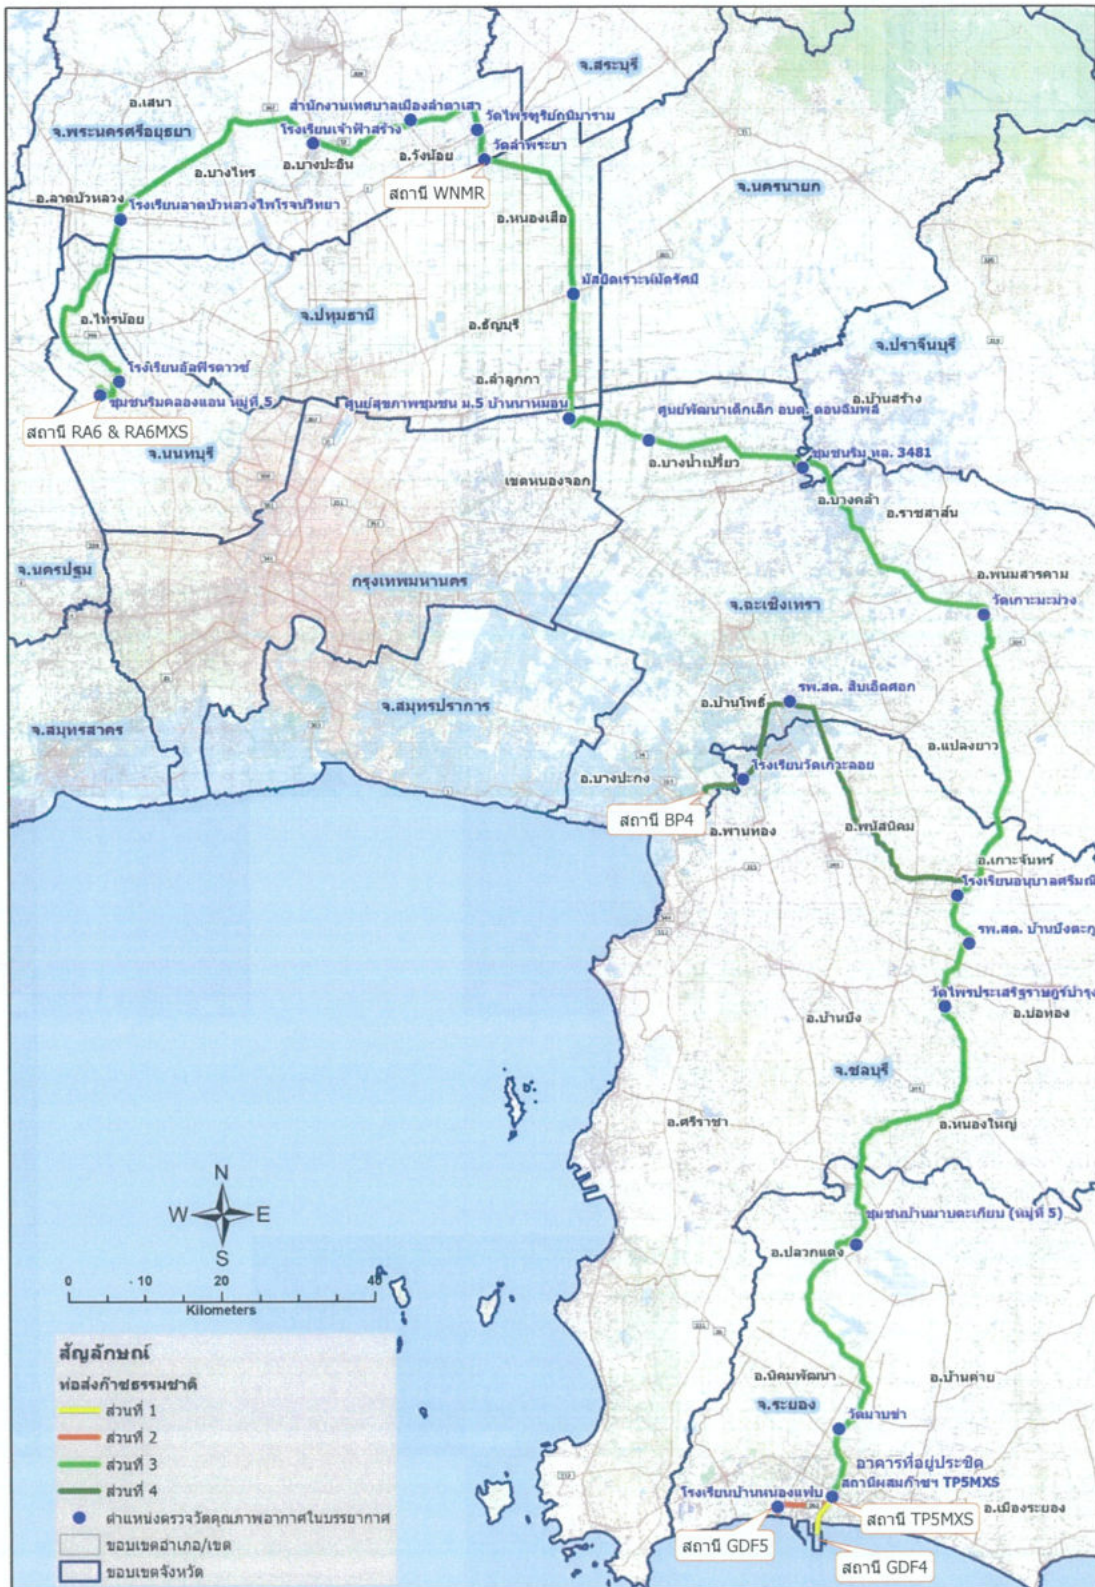 จ.สระบุรี
อ.เสนา
สำนักงานเทศบาลเมืองลำตาเสา
จ.พระนครศรีอยุธยา
โรงเรียนเจ้าฟ้าสร้าง
วัดไพรฑูริย์ถนิมาราม
อ.วังน้อย
วัดลำพระยา
อ.บางปะอิน
อ.บางไทร
สถานี WNMR
จ.นครนายก
อ.ลาดบัวหลวง
โรงเรียนลาดบัวหลวงไพโรจน์วิทยา
อ.หนองเสือ
มัสยิดเราะห์มัตรัศมี
อ.ไทรน้อย
จ.ปทุมธานี
อ.ธัญบุรี
จ.ปราจีนบุรี
โรงเรียนอัลฟิรดาวซ์
อ.ลำลูกกา
อ.บ้านสร้าง
ชุมชนริมคลองแอน หมู่ที่ 5
ศูนย์สุขภาพชุมชน ม.5 บ้านนาหมอน
ศูนย์พัฒนาเด็กเล็ก อบต. ดอนฉิมพลี
สถานี RA6 & RA6MXS
จ.นนทบุรี
อ.บางน้ำเปรี้ยว
ชุมชนริม ทล. 3481
เขตหนองจอก
อ.บางคล้า
อ.ราชสาส์น
จ.นครปฐม
กรุงเทพมหานคร
อ.พนมสารคาม
จ.ฉะเชิงเทรา
วัดเกาะมะม่วง
รพ.สต. สิบเอ็ดศอก
อ.บ้านโพธิ์
จ.สมุทรปราการ
จ.สมุทรสาคร
อ.แปลงยาว
โรงเรียนวัดเกาะลอย
อ.บางปะกง
สถานี BP4
อ.พานทอง
อ.พนัสนิคม
อ.เกาะจันทร์
โรงเรียนอนุบาลศรีมณี
รพ.สต. บ้านบึงตะกู
วัดไพรประเสริฐราษฎร์บำรุง
อ.บ้านบึง
อ.บ่อทอง
จ.ชลบุรี
อ.ศรีราชา
อ.หนองใหญ่
N
W E
S
ชุมชนบ้านมาบตะเกียน (หมู่ที่ 5)
อ.ปลวกแดง
0 10 20 40
Kilometers
สัญลักษณ์
ท่อส่งก๊าซธรรมชาติ
ส่วนที่ 1
ส่วนที่ 2
ส่วนที่ 3
ส่วนที่ 4
ตำแหน่งตรวจวัดคุณภาพอากาศในบรรยากาศ
ขอบเขตอำเภอ/เขต
ขอบเขตจังหวัด
อ.นิคมพัฒนา
อ.บ้านค่าย
จ.ระยอง
วัดมาบข่า
อาคารที่อยู่ประชิด
สถานีผสมก๊าซฯ TP5MXS
โรงเรียนบ้านหนองแฟบ
อ.เมืองระยอง
สถานี TP5MXS
สถานี GDF5
สถานี GDF4